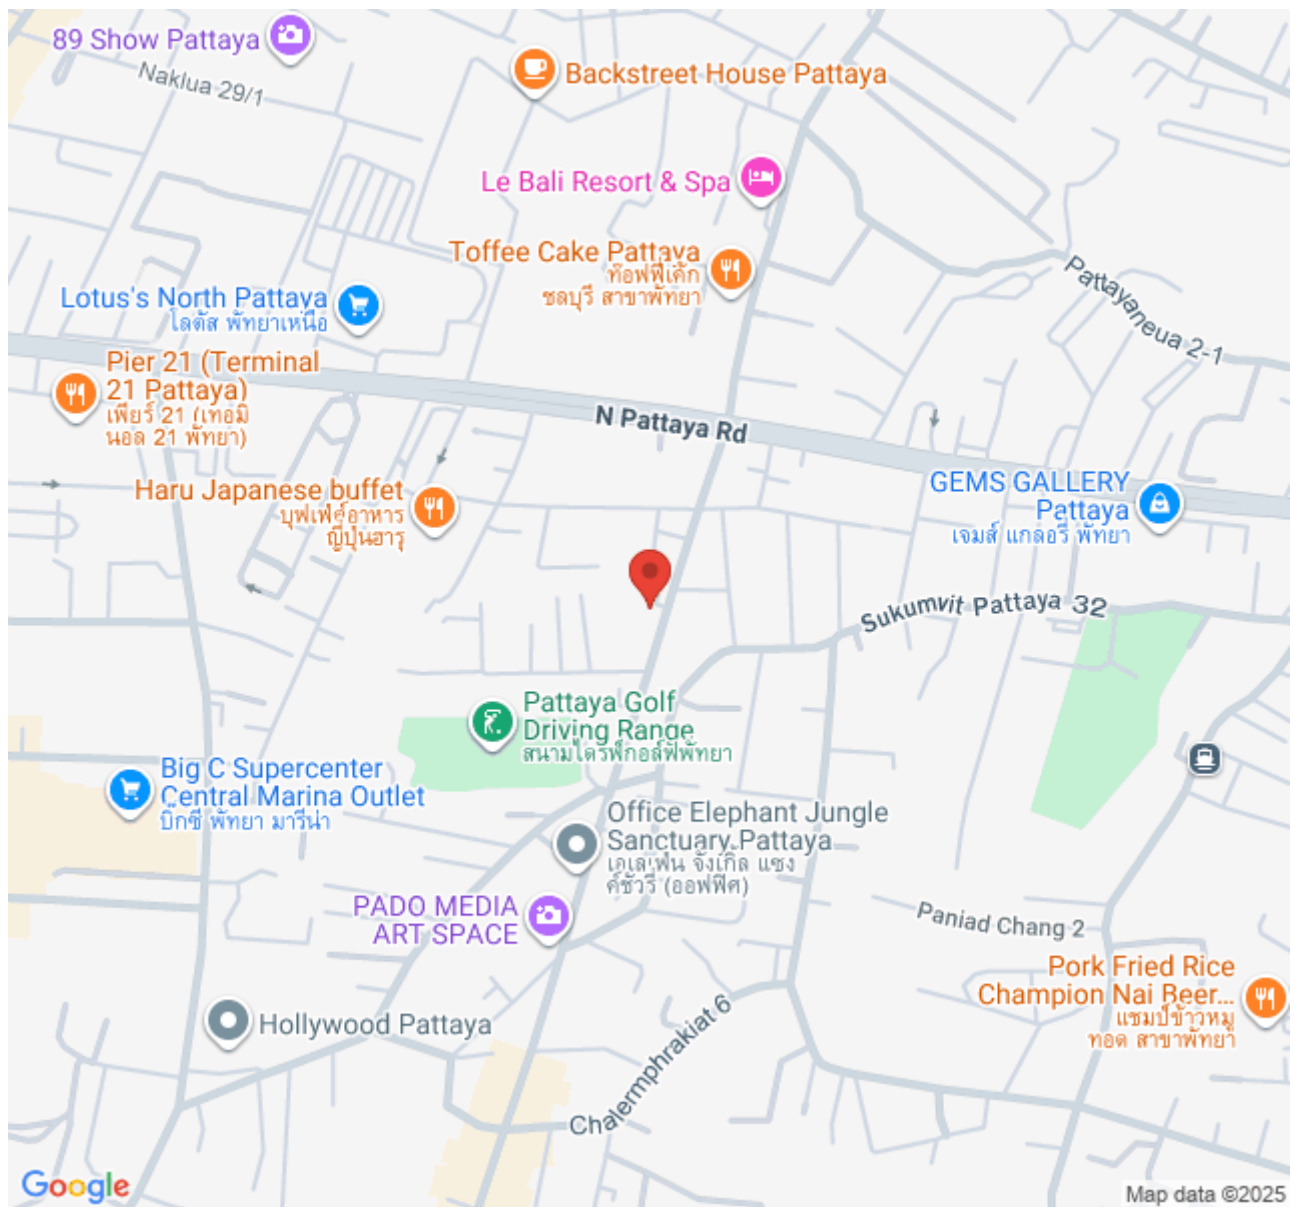 89 Show Pattaya
Naklua 29/1
Backstreet House Pattaya
Le Bali Resort & Spa
Toffee Cake Pattaya
ท๊อฟฟี่เค้ก
ชลบุรี สาขาพัทยา
Pattayaneua 2-1
Lotus's North Pattaya
โลตัส พัทยาเหนือ
Pier 21 (Terminal
21 Pattaya)
เพียร์ 21 (เทอมิ
นอล 21 พัทยา)
N Pattaya Rd
Haru Japanese buffet
บุฟเฟ่ต์อาหาร
ญี่ปุ่นฮารุ
GEMS GALLERY
Pattaya
เจมส์ แกลอรี่ พัทยา
Sukumvit Pattaya 32
Pattaya Golf
Driving Range
สนามไดร์ฟกอล์ฟพัทยา
Big C Supercenter
Central Marina Outlet
บิ๊กซี พัทยา มารีน่า
Office Elephant Jungle
Sanctuary Pattaya
เอเลเฟ่น จังเกิ้ล แซง
ค์ชัวรี่ (ออฟฟิศ)
PADO MEDIA
ART SPACE
Paniad Chang 2
Pork Fried Rice
Champion Nai Beer...
แชมป์ข้าวหมู
ทอด สาขาพัทยา
Hollywood Pattaya
Chalermphrakiat 6
Google
Map data ©2025